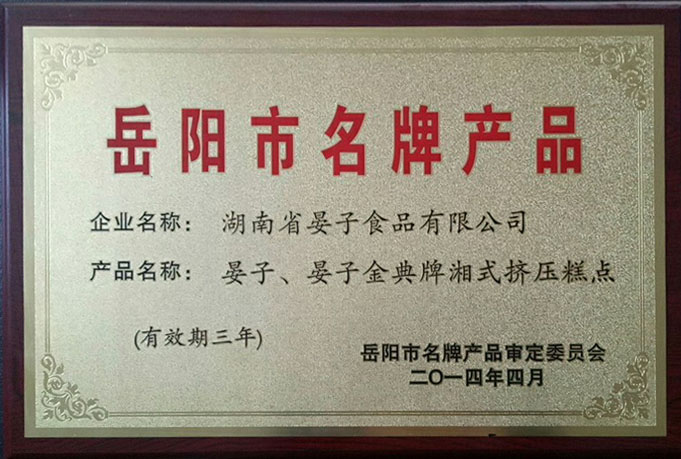 岳阳市名牌产品
企业名称：湖南省晏子食品有限公司
产品名称：晏子、晏子金典牌湘式挤压糕点
(有效期三年)
岳阳市名牌产品审定委员会
二〇一四年四月